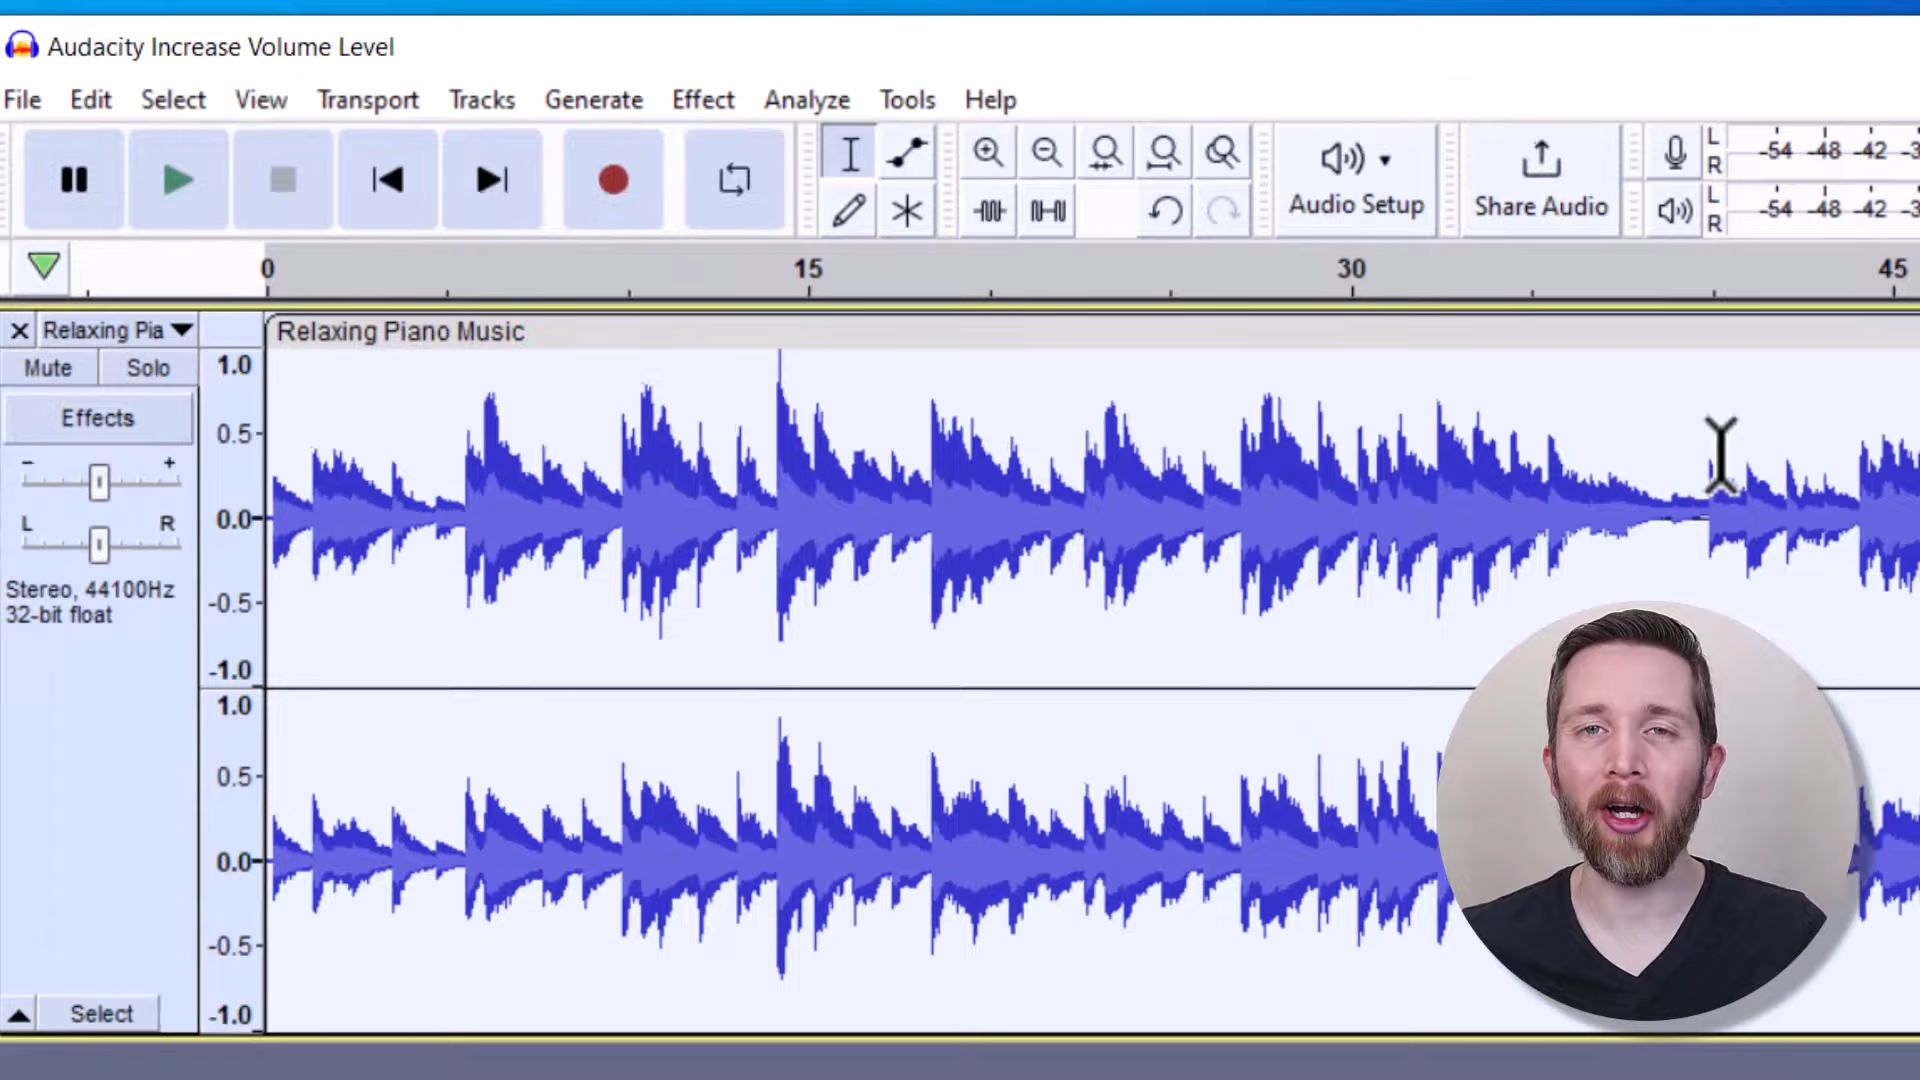 Audacity Increase Volume Level
File Edit Select View Transport Tracks Generate Effect Analyze Tools Help
Audio Setup
Share Audio
L
R
-54 -48 -42 -3
L
R
-54 -48 -42 -3
0 15 30 45
Relaxing Pia
Relaxing Piano Music
Mute Solo
Effects
- +
L R
Stereo, 44100Hz
32-bit float
Select
1.0
0.5
0.0
-0.5
-1.0
1.0
0.5
0.0
-0.5
-1.0